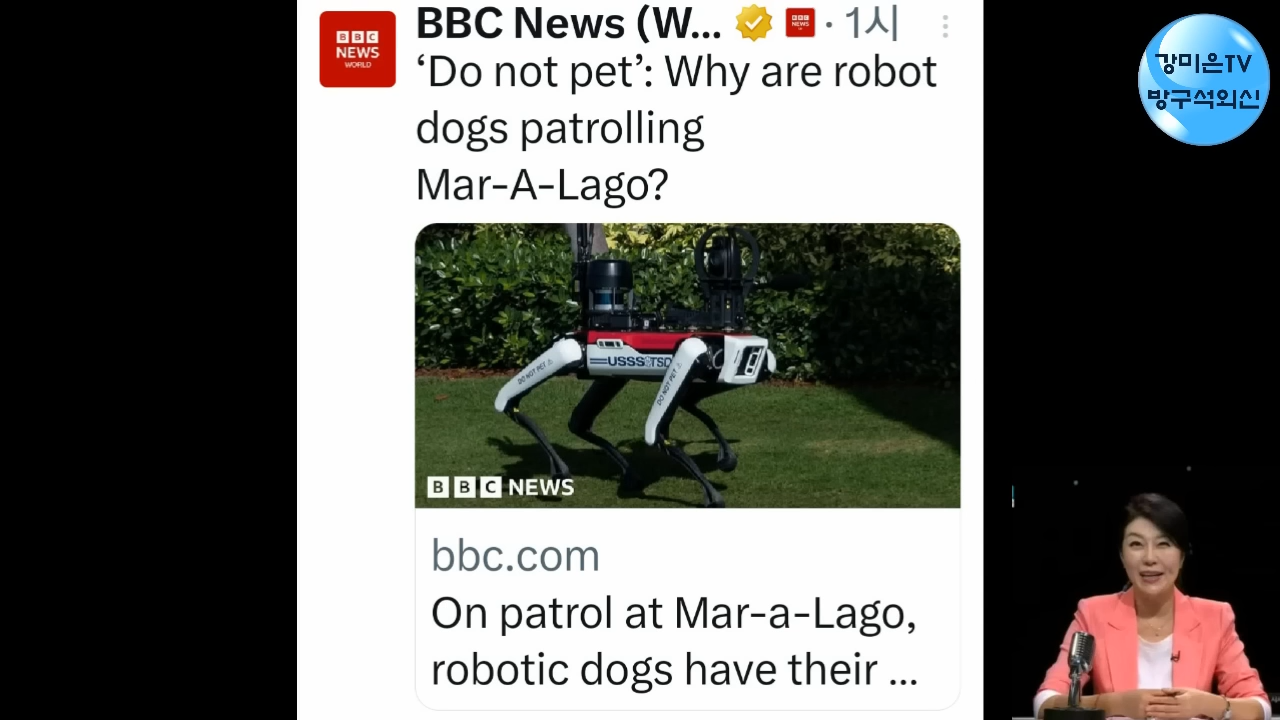 BBC
NEWS
WORLD
BBC News (W... BBC NEWS · 1시
‘Do not pet’: Why are robot
dogs patrolling
Mar-A-Lago?
USSS TSD
DO NOT PET
DO NOT PET
BBC NEWS
bbc.com
On patrol at Mar-a-Lago,
robotic dogs have their ...
강미은TV
방구석외신